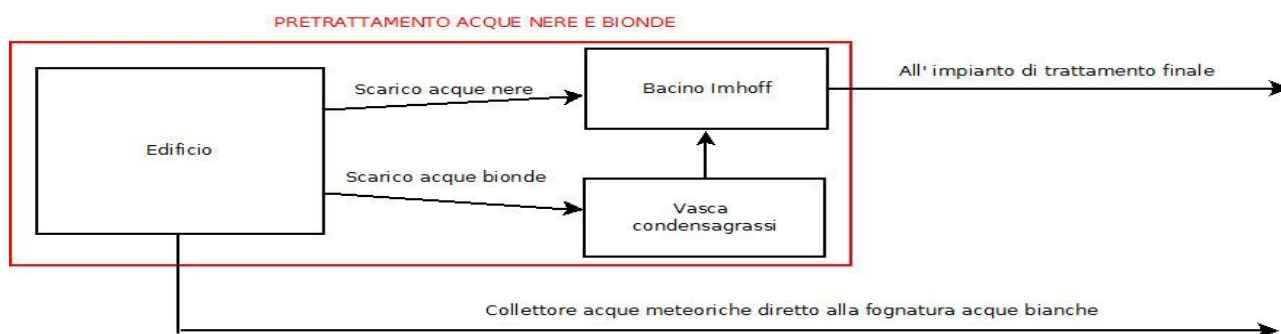 PRETRATTAMENTO ACQUE NERE E BIONDE
Edificio
Scarico acque nere
Scarico acque bionde
Bacino Imhoff
Vasca
condensagrassi
All' impianto di trattamento finale
Collettore acque meteoriche diretto alla fognatura acque bianche